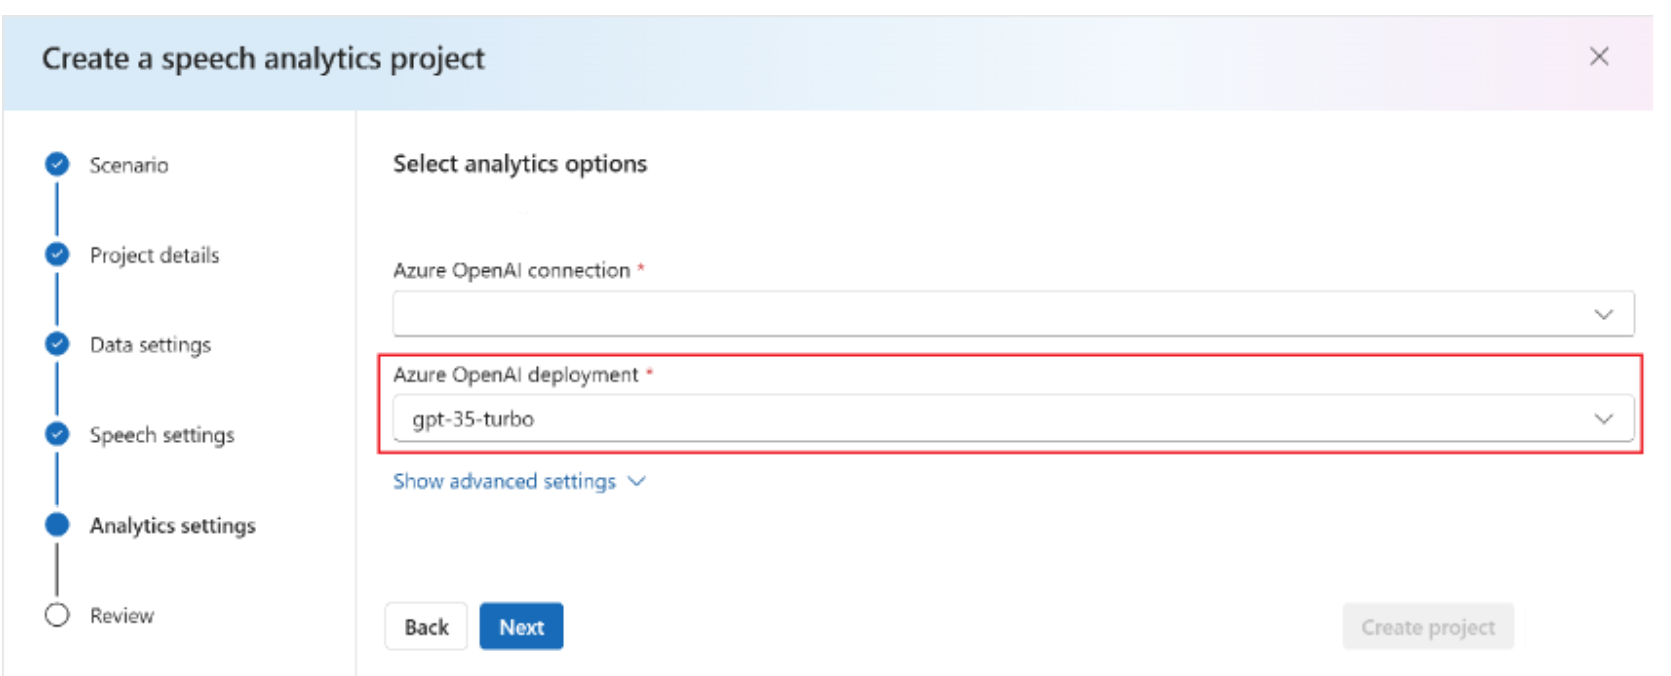 Create a speech analytics project
Scenario
Project details
Data settings
Speech settings
Analytics settings
Review
Select analytics options
Azure OpenAI connection *
Azure OpenAI deployment *
gpt-35-turbo
Show advanced settings
Back
Next
Create project